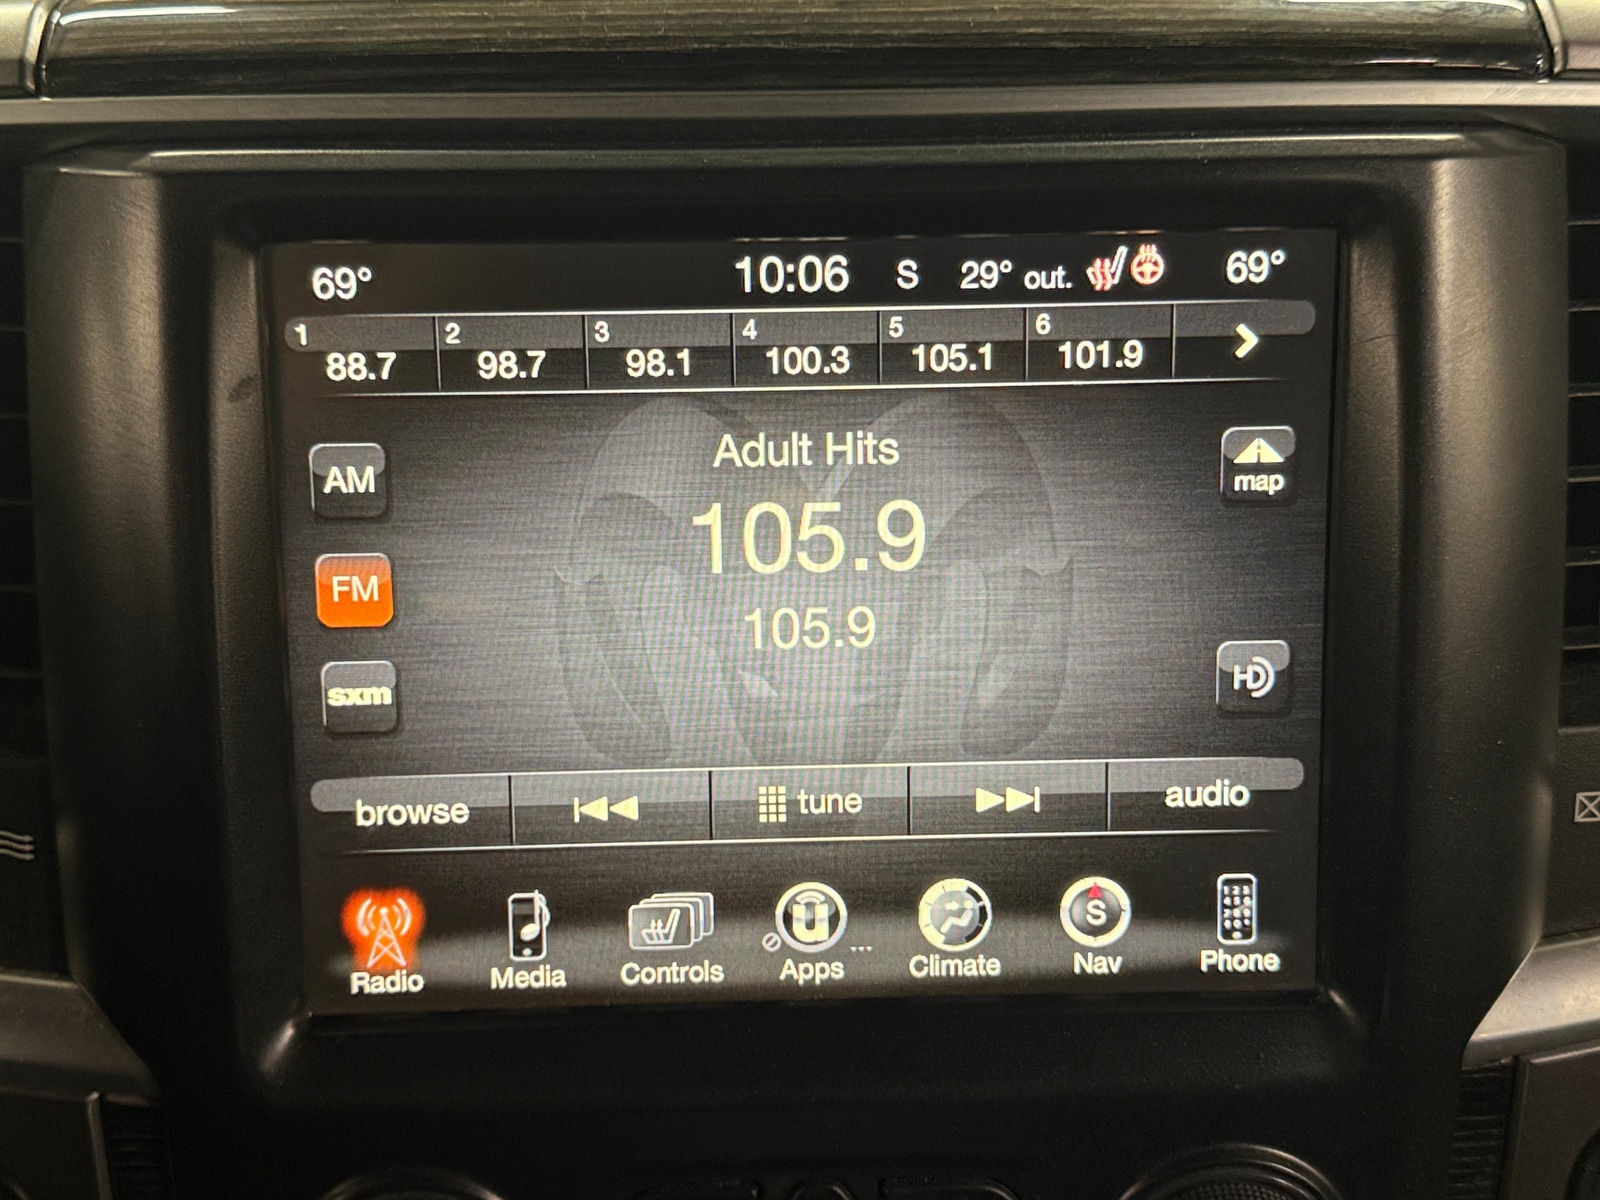 69° 10:06 S 29° out. 69°
1 2 3 4 5 6
88.7 98.7 98.1 100.3 105.1 101.9
Adult Hits
AM
map
105.9
FM
105.9
sxm
HD
browse tune audio
Radio Media Controls Apps ... Climate S Nav Phone